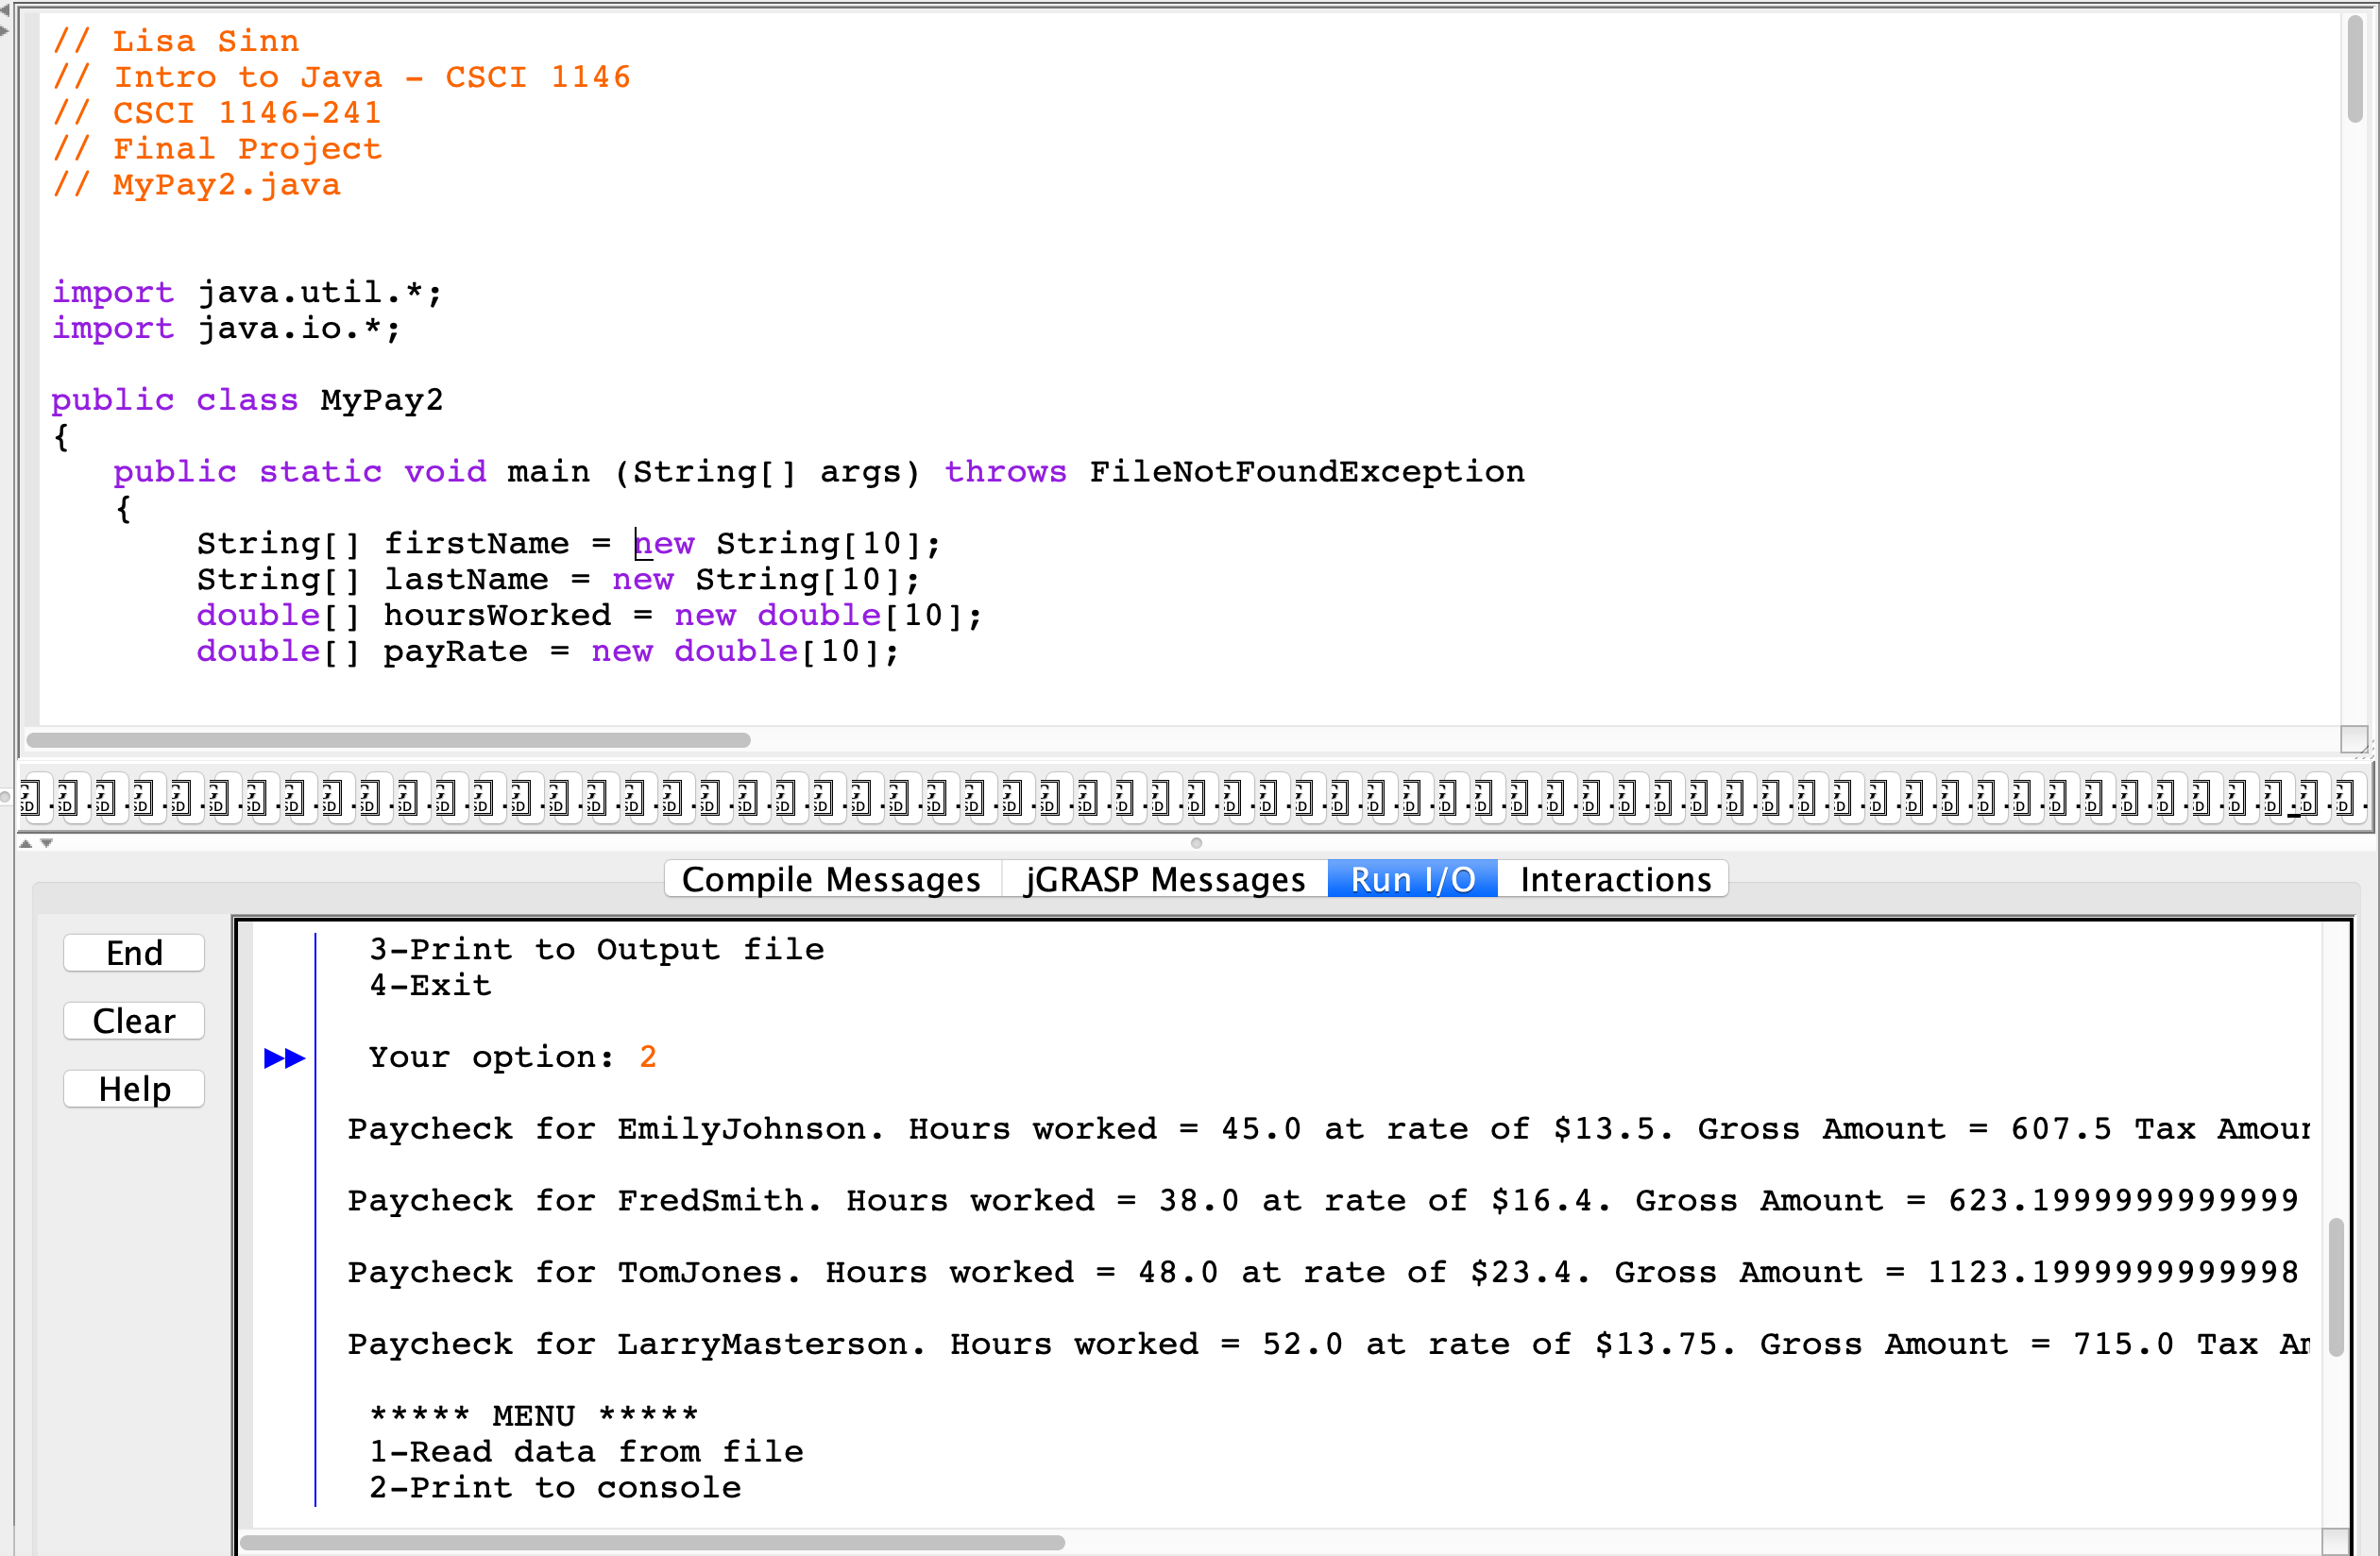 // Lisa Sinn
// Intro to Java - CSCI 1146
// CSCI 1146-241
// Final Project
// MyPay2.java
import java.util.*;
import java.io.*;
public class MyPay2
{
public static void main (String[] args) throws FileNotFoundException
{
String[] firstName = new String[10];
String[] lastName = new String[10];
double[] hoursWorked = new double[10];
double[] payRate = new double[10];
Compile Messages jGRASP Messages Run I/O Interactions
End
Clear
Help
3-Print to Output file
4-Exit
Your option: 2
Paycheck for EmilyJohnson. Hours worked = 45.0 at rate of $13.5. Gross Amount = 607.5 Tax
Paycheck for FredSmith. Hours worked = 38.0 at rate of $16.4. Gross Amount = 623.1999999999999
Paycheck for TomJones. Hours worked = 48.0 at rate of $23.4. Gross Amount = 1123.1999999999998
Paycheck for LarryMasterson. Hours worked = 52.0 at rate of $13.75. Gross Amount = 715.0 Tax
***** MENU *****
1-Read data from file
2-Print to console